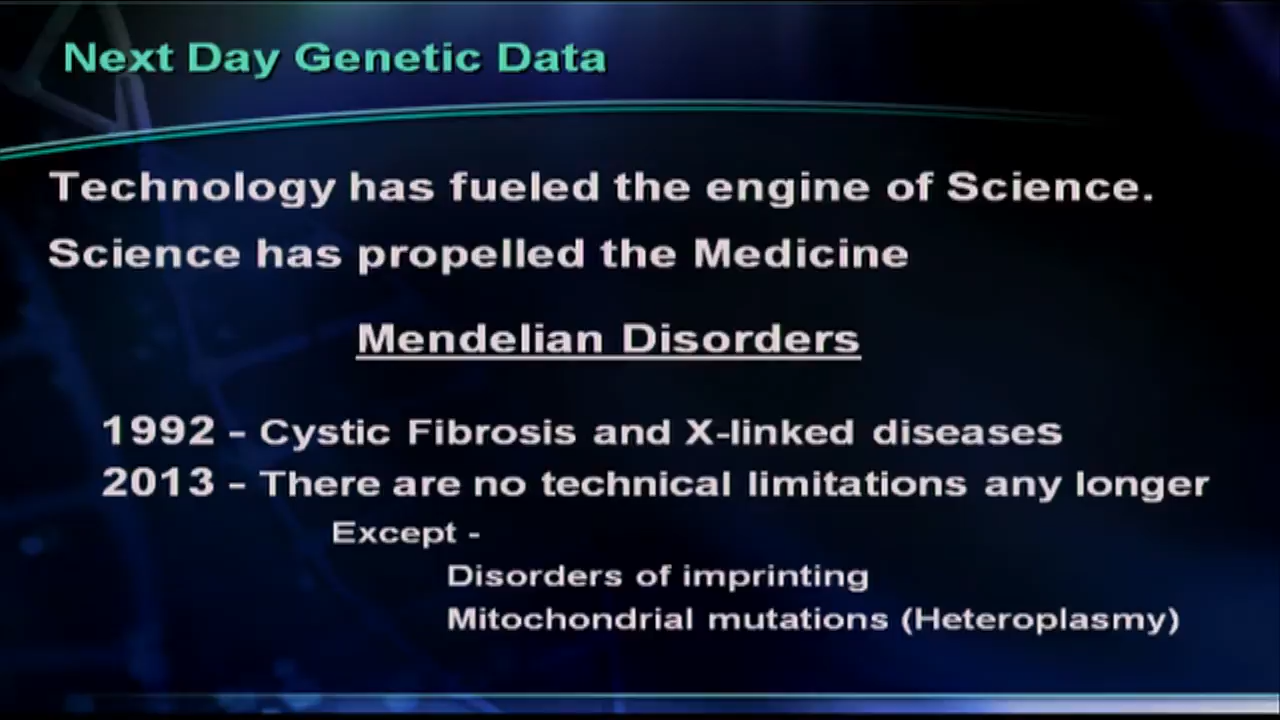 Next Day Genetic Data
Technology has fueled the engine of Science.
Science has propelled the Medicine
Mendelian Disorders
1992 - Cystic Fibrosis and X-linked diseases
2013 - There are no technical limitations any longer
Except -
Disorders of imprinting
Mitochondrial mutations (Heteroplasmy)